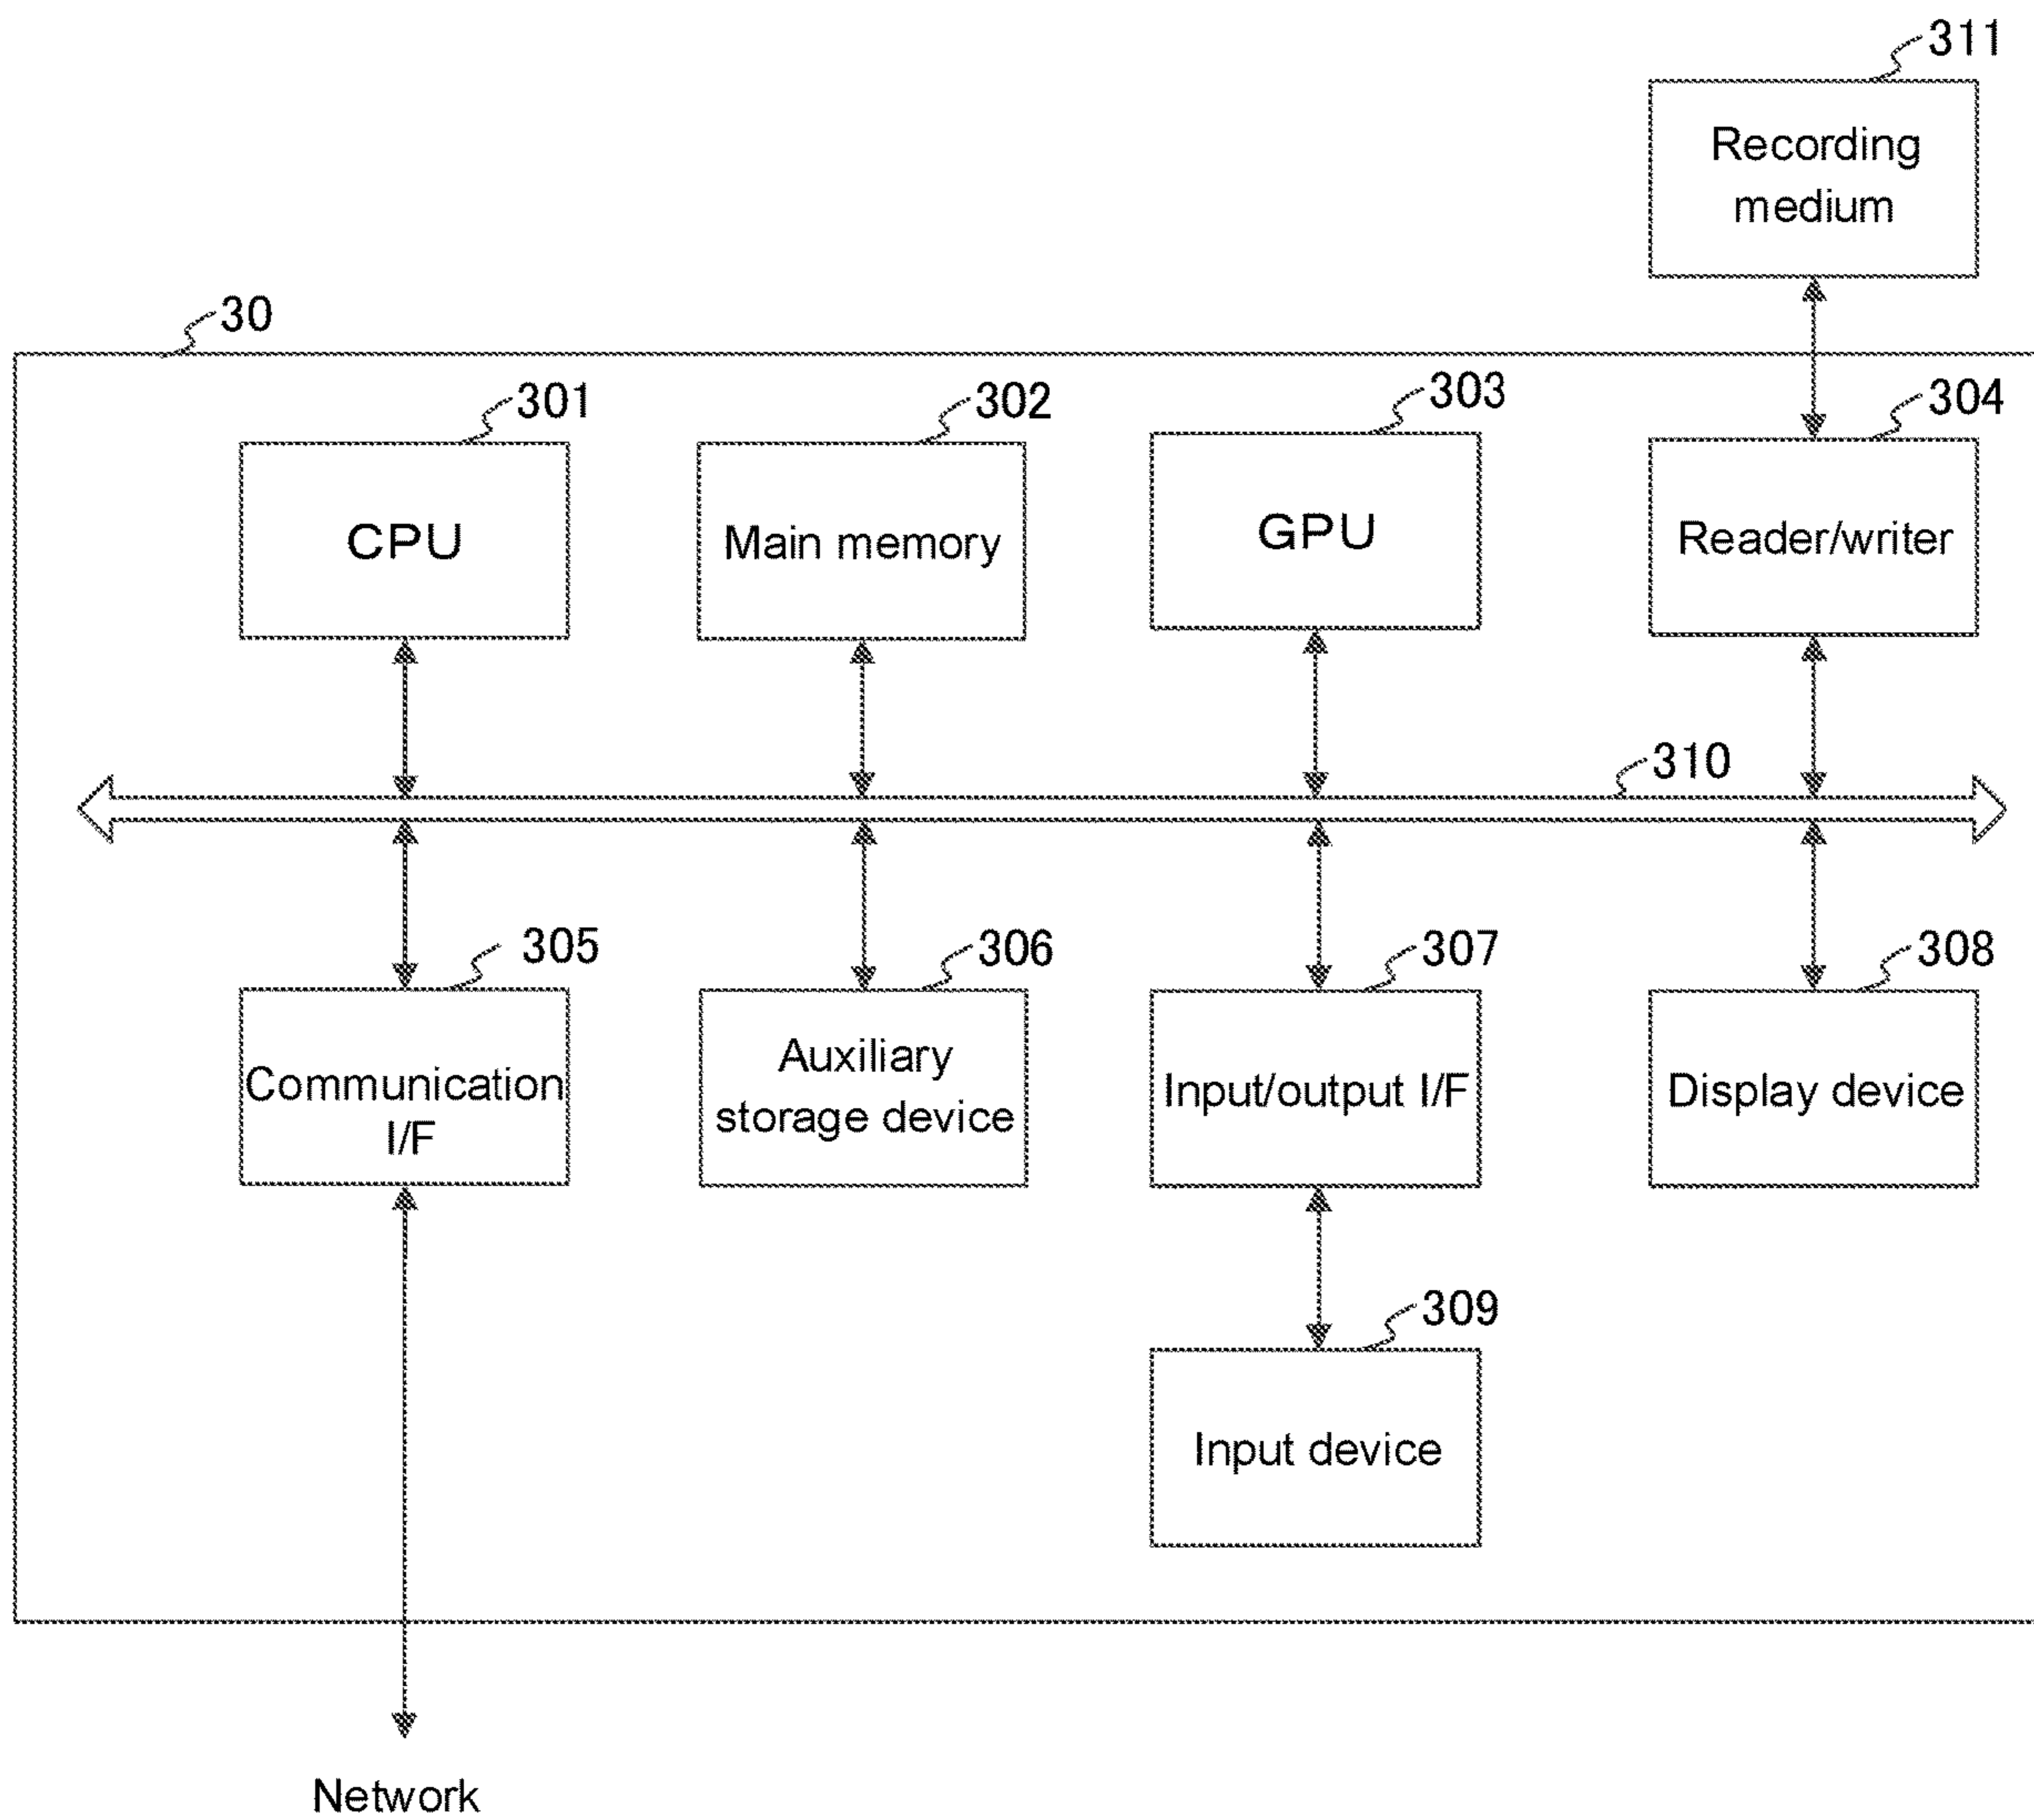 311
Recording
medium
30
301
302
303
304
CPU
Main memory
GPU
Reader/writer
310
305
306
307
308
Communication
I/F
Auxiliary
storage device
Input/output I/F
Display device
309
Input device
Network